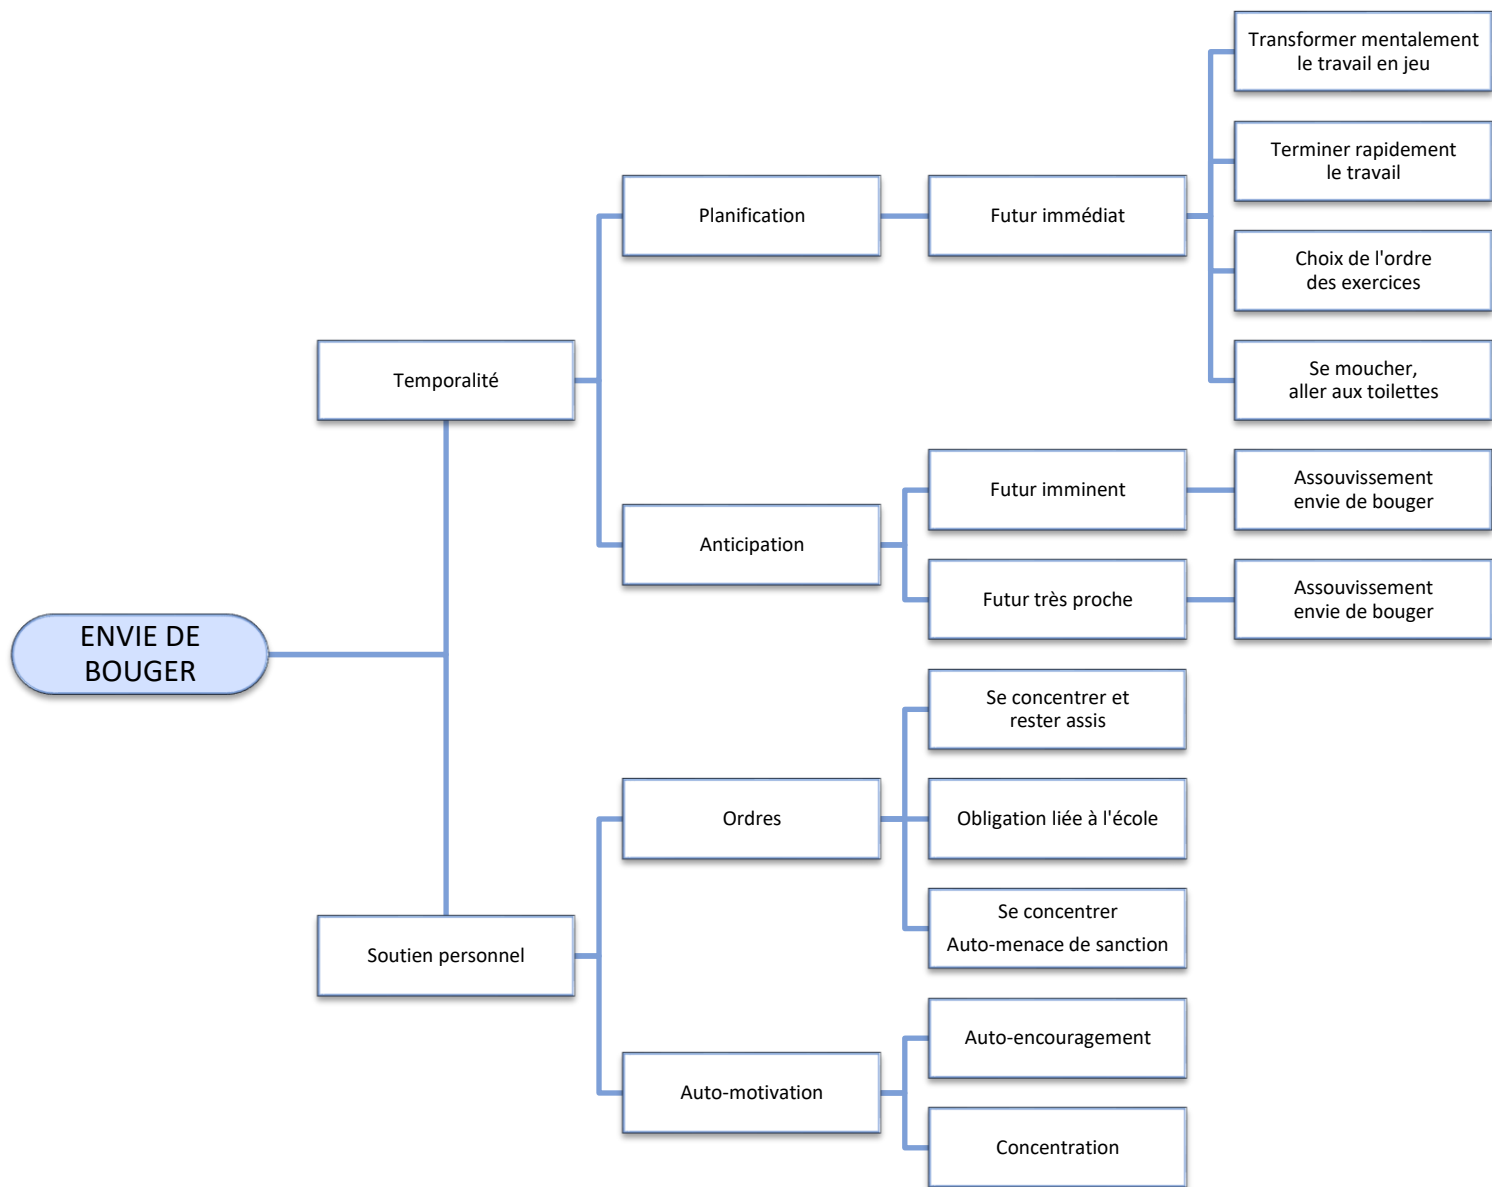 ENVIE DE
BOUGER
Temporalité
Planification
Futur immédiat
Transformer mentalement
le travail en jeu
Terminer rapidement
le travail
Choix de l'ordre
des exercices
Se moucher,
aller aux toilettes
Anticipation
Futur imminent
Assouvissement
envie de bouger
Futur très proche
Assouvissement
envie de bouger
Soutien personnel
Ordres
Se concentrer et
rester assis
Obligation liée à l'école
Se concentrer
Auto-menace de sanction
Auto-motivation
Auto-encouragement
Concentration